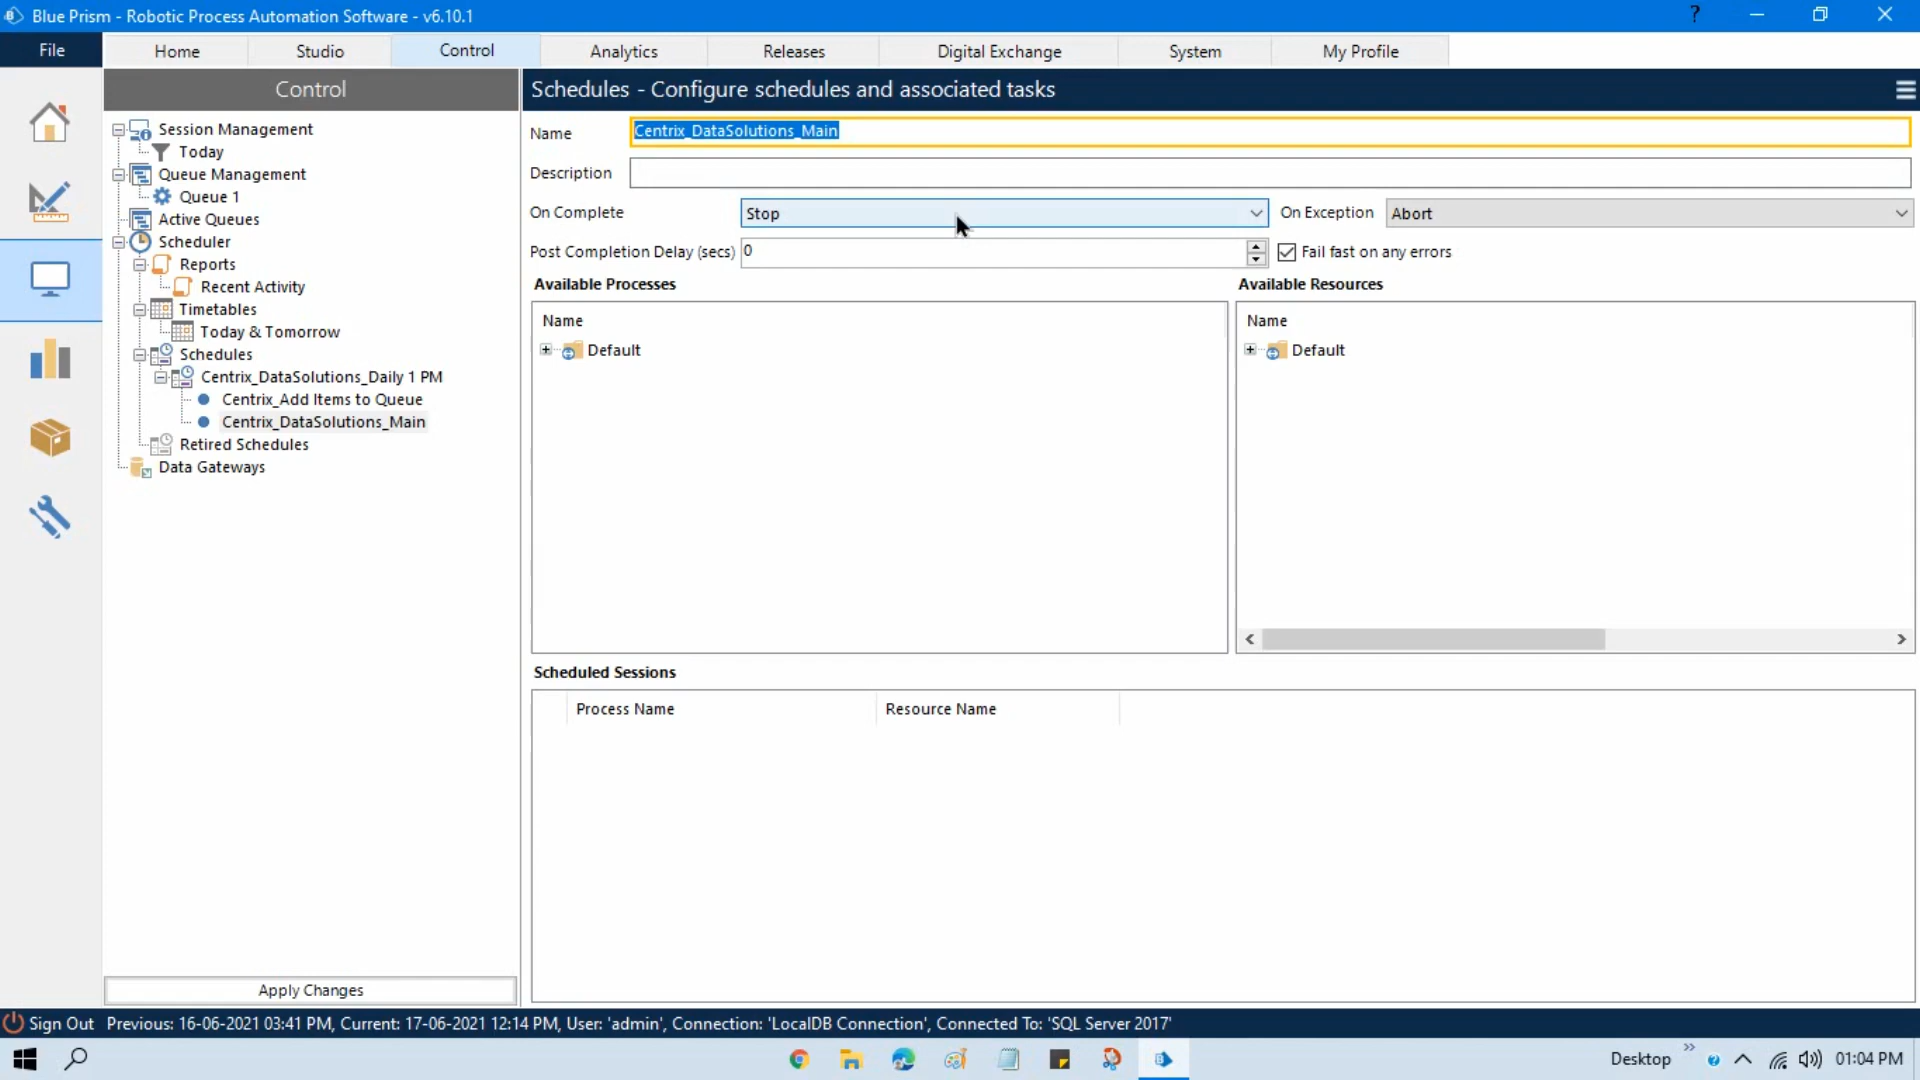 Blue Prism - Robotic Process Automation Software - v6.10.1
?
File Home Studio Control Analytics Releases Digital Exchange System My Profile
Control
Session Management
Today
Queue Management
Queue 1
Active Queues
Scheduler
Reports
Recent Activity
Timetables
Today & Tomorrow
Schedules
Centrix_DataSolutions_Daily 1 PM
Centrix_Add Items to Queue
Centrix_DataSolutions_Main
Retired Schedules
Data Gateways
Apply Changes
Schedules - Configure schedules and associated tasks
Name Centrix_DataSolutions_Main
Description
On Complete Stop On Exception Abort
Post Completion Delay (secs) 0 Fail fast on any errors
Available Processes
Name
Default
Available Resources
Name
Default
Scheduled Sessions
Process Name Resource Name
Sign Out Previous: 16-06-2021 03:41 PM, Current: 17-06-2021 12:14 PM, User: 'admin', Connection: 'LocalDB Connection', Connected To: 'SQL Server 2017'
Desktop 01:04 PM